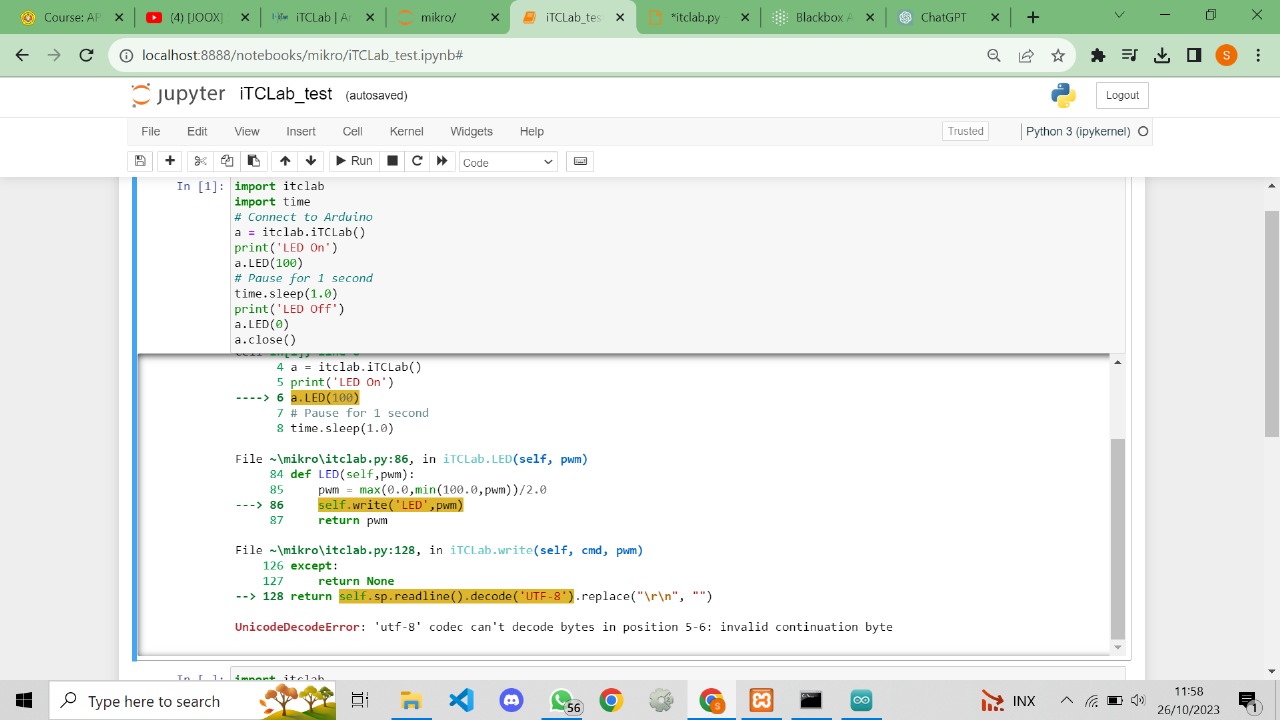 Course: AP
(4) [JOOX]
iTCLab | Ar
mikro/
iTCLab_tes
*itclab.py -
Blackbox A
ChatGPT
localhost:8888/notebooks/mikro/iTCLab_test.ipynb#
S
jupyter iTCLab_test (autosaved)
Logout
File Edit View Insert Cell Kernel Widgets Help
Trusted
Python 3 (ipykernel)
Run
Code
In [1]: import itclab
import time
# Connect to Arduino
a = itclab.iTCLab()
print('LED On')
a.LED(100)
# Pause for 1 second
time.sleep(1.0)
print('LED Off')
a.LED(0)
a.close()
4 a = itclab.iTCLab()
5 print('LED On')
----> 6 a.LED(100)
7 # Pause for 1 second
8 time.sleep(1.0)
File ~\mikro\itclab.py:86, in iTCLab.LED(self, pwm)
84 def LED(self,pwm):
85 pwm = max(0.0,min(100.0,pwm))/2.0
---> 86 self.write('LED',pwm)
87 return pwm
File ~\mikro\itclab.py:128, in iTCLab.write(self, cmd, pwm)
126 except:
127 return None
--> 128 return self.sp.readline().decode('UTF-8').replace("\r\n", "")
UnicodeDecodeError: 'utf-8' codec can't decode bytes in position 5-6: invalid continuation byte
In [ ]: import itclab
Type here to search
56
S
INX
11:58
26/10/2023
1